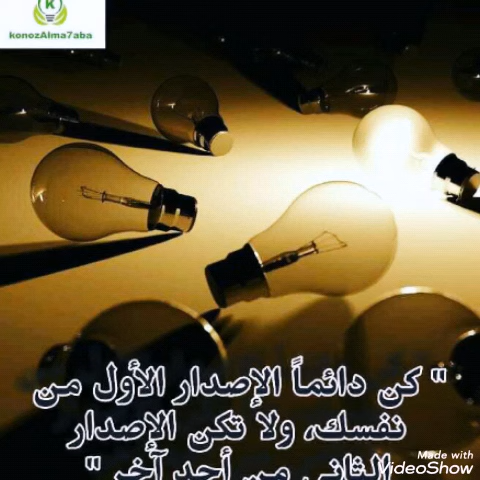 K
konozAlma7aba
" كن دائماً الإصدار الأول من
نفسك، ولا تكن الإصدار
الثاني من أحد آخر "
Made with
VideoShow